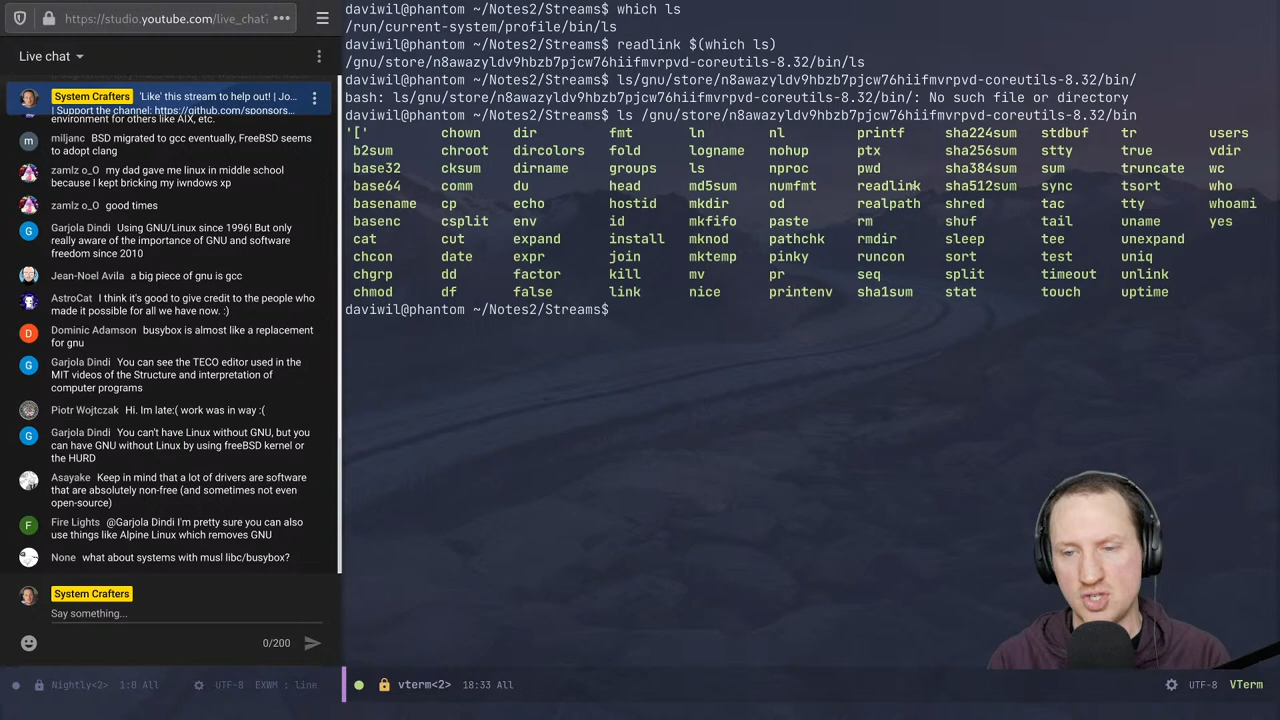 https://studio.youtube.com/live_chat?
Live chat
System Crafters 'Like' this stream to help out! | Jo...
| Support the channel: https://github.com/sponsors...
environment for others like AIX, etc.
miljanc BSD migrated to gcc eventually, FreeBSD seems
to adopt clang
zamlz o_O my dad gave me linux in middle school
because I kept bricking my iwndows xp
zamlz o_O good times
Garjola Dindi Using GNU/Linux since 1996! But only
really aware of the importance of GNU and software
freedom since 2010
Jean-Noel Avila a big piece of gnu is gcc
AstroCat I think it's good to give credit to the people who
made it possible for all we have now. :)
Dominic Adamson busybox is almost like a replacement
for gnu
Garjola Dindi You can see the TECO editor used in the
MIT videos of the Structure and interpretation of
computer programs
Piotr Wojtczak Hi. Im late:( work was in way :(
Garjola Dindi You can't have Linux without GNU, but you
can have GNU without Linux by using freeBSD kernel or
the HURD
Asayake Keep in mind that a lot of drivers are software
that are absolutely non-free (and sometimes not even
open-source)
Fire Lights @Garjola Dindi I'm pretty sure you can also
use things like Alpine Linux which removes GNU
None what about systems with musl libc/busybox?
System Crafters
Say something...
0/200
Nightly<2> 1:0 All UTF-8 EXWM : line
daviwil@phantom ~/Notes2/Streams$ which ls
/run/current-system/profile/bin/ls
daviwil@phantom ~/Notes2/Streams$ readlink $(which ls)
/gnu/store/n8awazyldv9hbzb7pjcw76hiifmvrpvd-coreutils-8.32/bin/ls
daviwil@phantom ~/Notes2/Streams$ ls/gnu/store/n8awazyldv9hbzb7pjcw76hiifmvrpvd-coreutils-8.32/bin/
bash: ls/gnu/store/n8awazyldv9hbzb7pjcw76hiifmvrpvd-coreutils-8.32/bin/: No such file or directory
daviwil@phantom ~/Notes2/Streams$ ls /gnu/store/n8awazyldv9hbzb7pjcw76hiifmvrpvd-coreutils-8.32/bin
'[' chown dir fmt ln nl printf sha224sum stdbuf tr users
b2sum chroot dircolors fold logname nohup ptx sha256sum stty true vdir
base32 cksum dirname groups ls nproc pwd sha384sum sum truncate wc
base64 comm du head md5sum numfmt readlink sha512sum sync tsort who
basename cp echo hostid mkdir od realpath shred tac tty whoami
basenc csplit env id mkfifo paste rm shuf tail uname yes
cat cut expand install mknod pathchk rmdir sleep tee unexpand
chcon date expr join mktemp pinky runcon sort test uniq
chgrp dd factor kill mv pr seq split timeout unlink
chmod df false link nice printenv sha1sum stat touch uptime
daviwil@phantom ~/Notes2/Streams$
vterm<2> 18:33 All UTF-8 VTerm